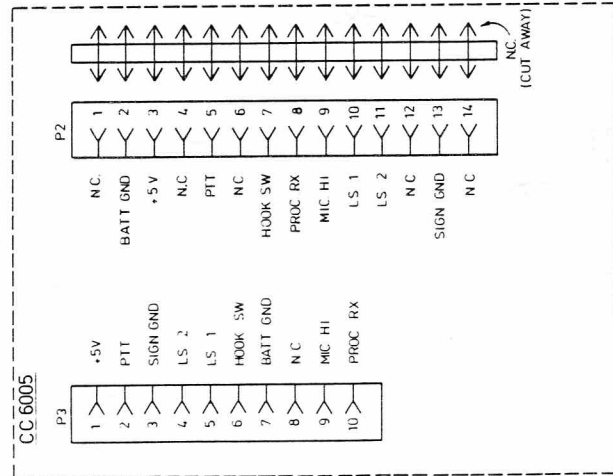 CC 6005
P3
1 +5V
2 PTT
3 SIGN GND
4 LS 2
5 LS 1
6 HOOK SW
7 BATT GND
8 N C
9 MIC HI
10 PROC RX
P2
N C. 1
BATT GND 2
+5 V 3
N.C 4
PTT 5
NC 6
HOOK SW 7
PROC RX 8
MIC HI 9
LS 1 10
LS 2 11
N C 12
SIGN GND 13
N C 14
N.C.
(CUT AWAY)